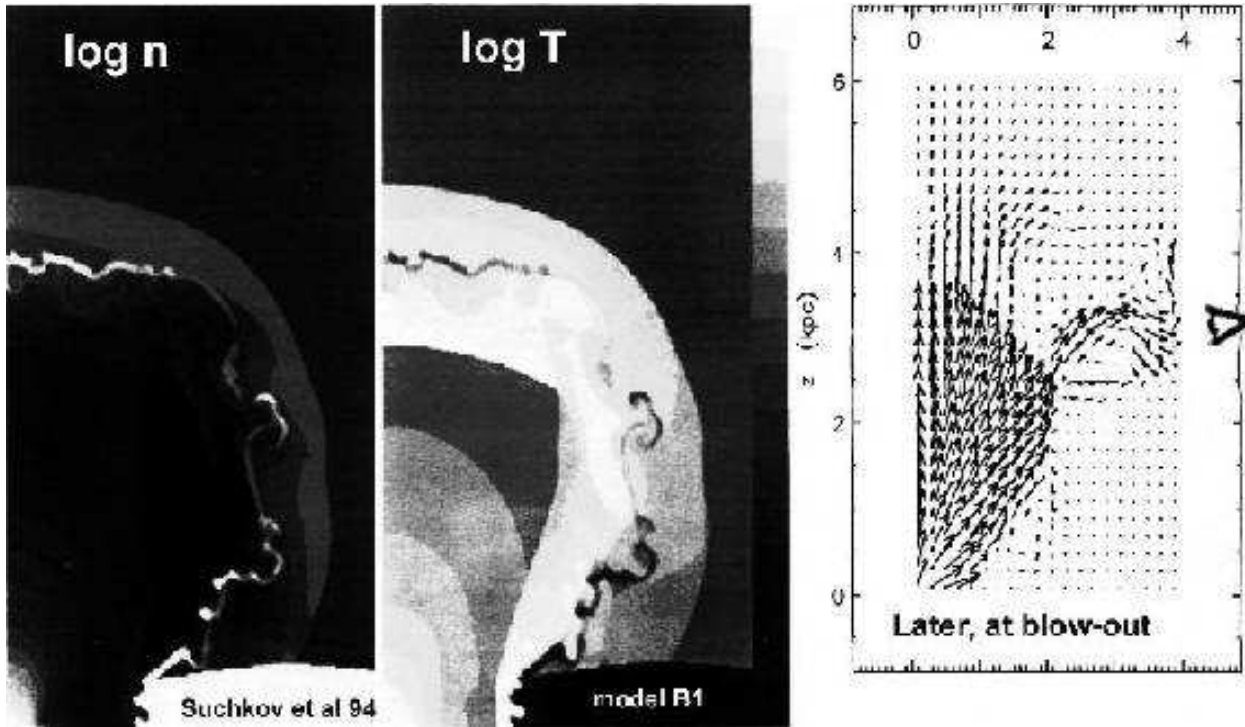 log n
log T
0 2 4
6
4
z (kpc)
2
0
Later, at blow-out
Suchkov et al 94
model B1